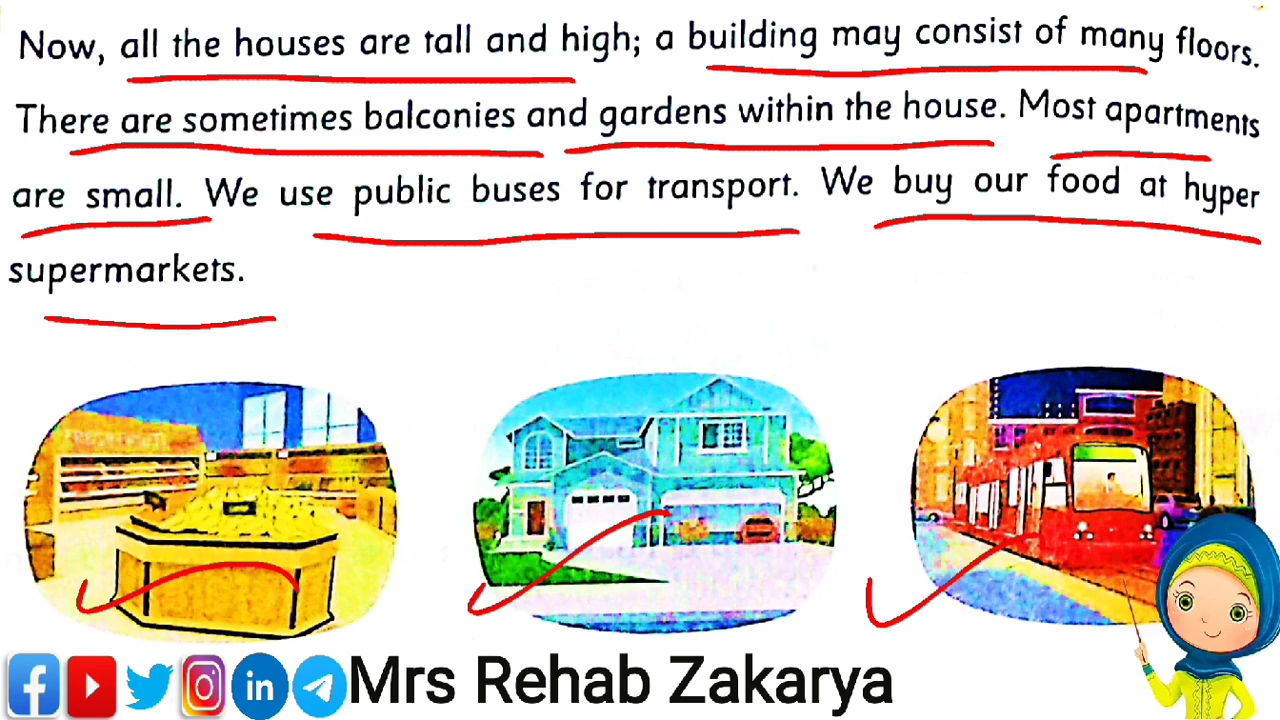 Now, all the houses are tall and high; a building may consist of many floors.
There are sometimes balconies and gardens within the house. Most apartments
are small. We use public buses for transport. We buy our food at hyper
supermarkets.
Mrs Rehab Zakarya